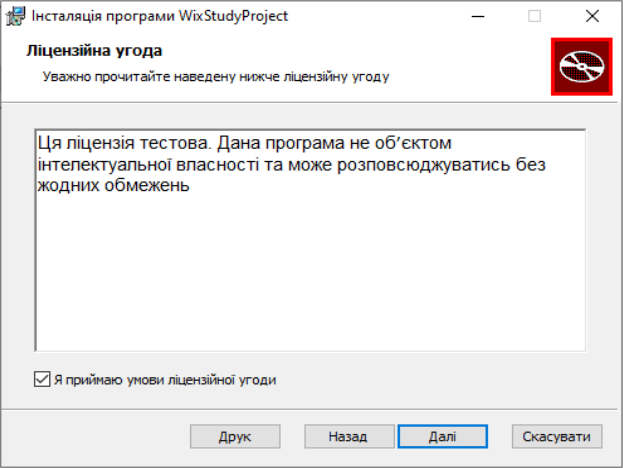 Інсталяція програми WixStudyProject
Ліцензійна угода
Уважно прочитайте наведену нижче ліцензійну угоду
Ця ліцензія тестова. Дана програма не об’єктом
інтелектуальної власності та може розповсюджуватись без
жодних обмежень
Я приймаю умови ліцензійної угоди
Друк
Назад
Далі
Скасувати